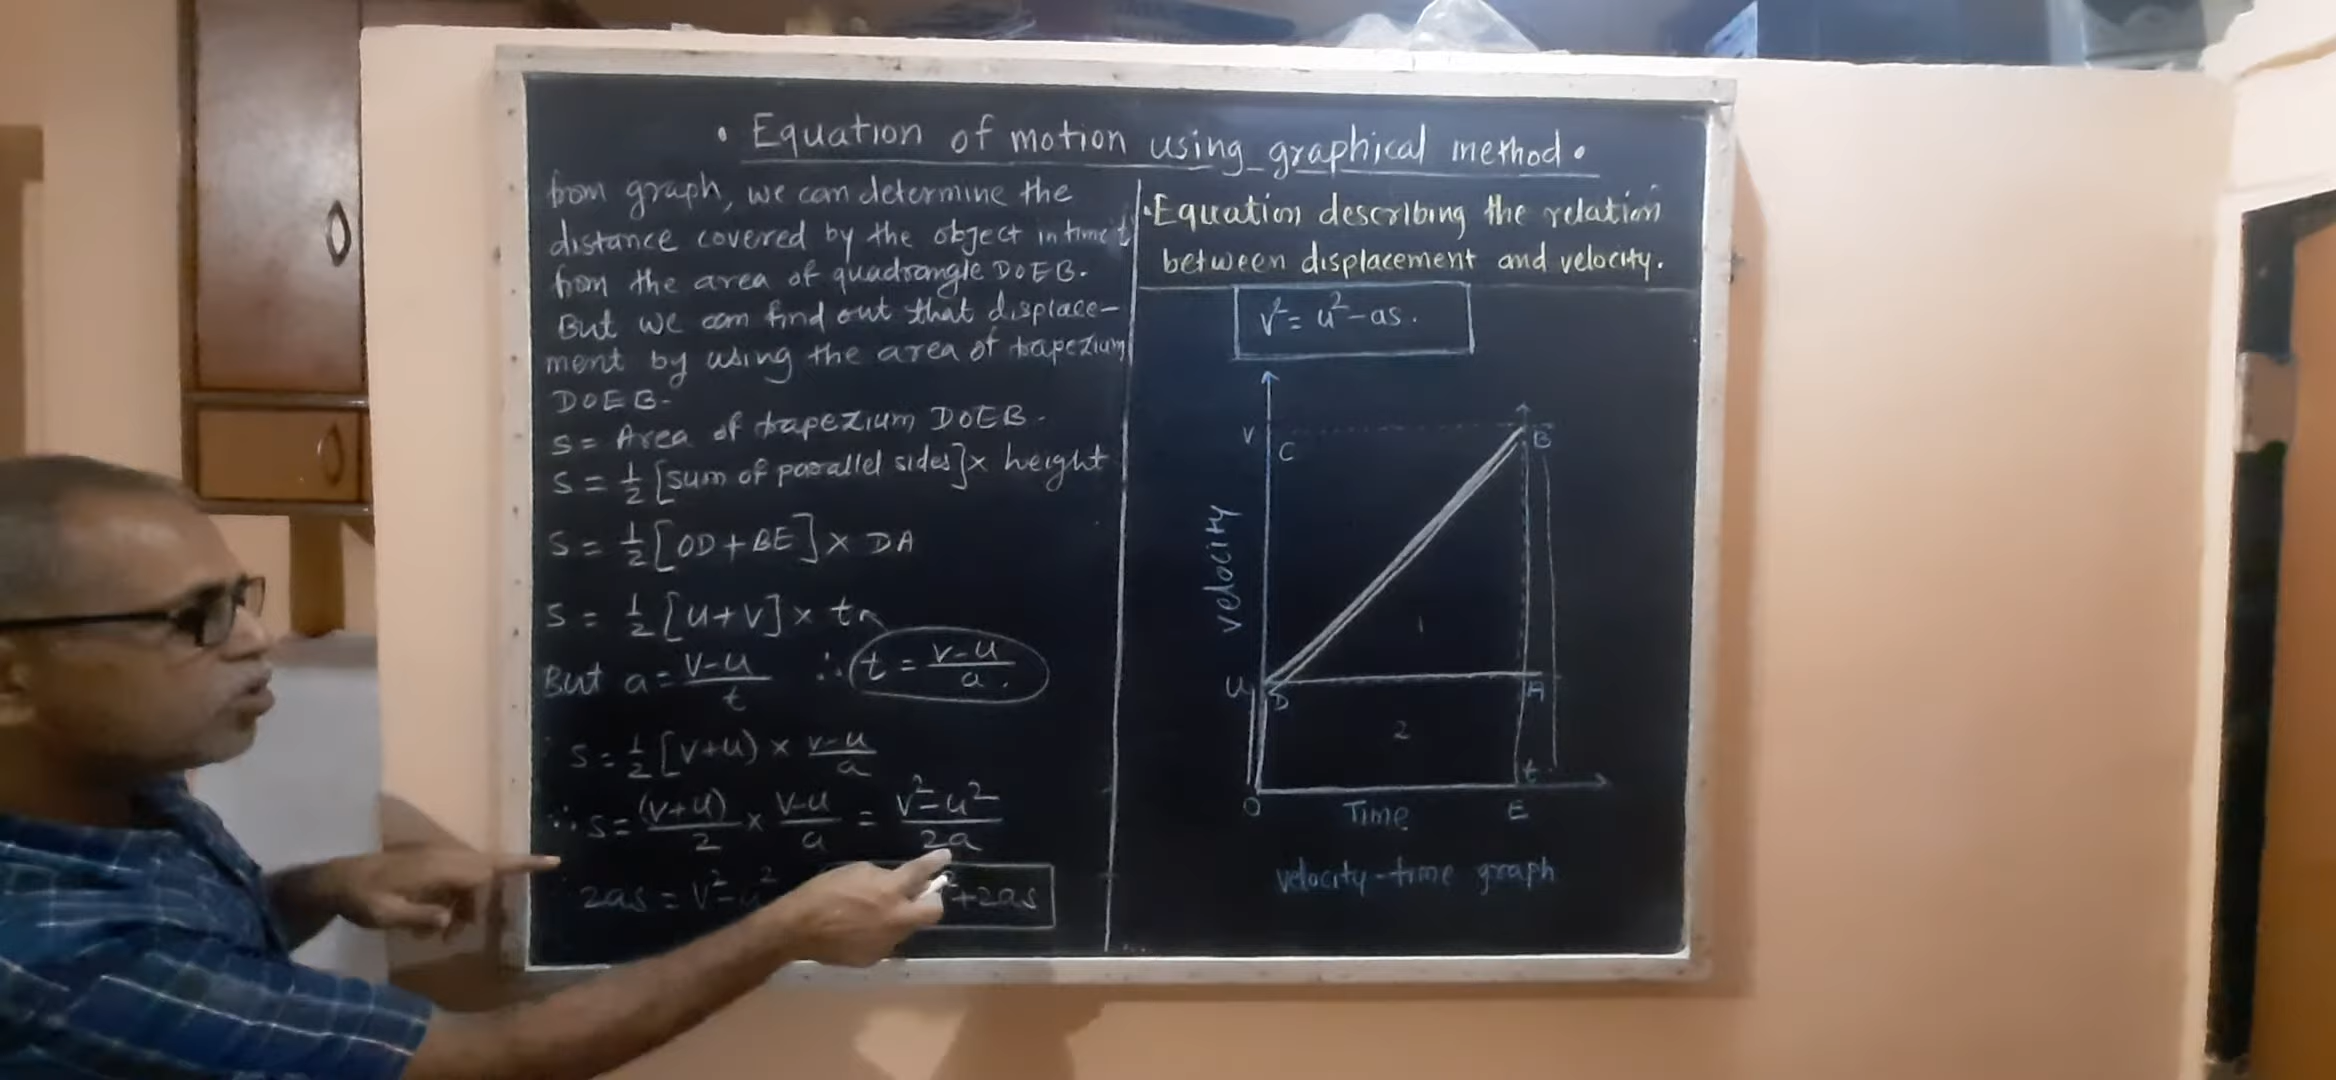 • Equation of motion using graphical method •
from graph, we can determine the
distance covered by the object in time t
from the area of quadrangle DOEB.
But we can find out that displace-
ment by using the area of trapezium
DOEB.
S = Area of trapezium DOEB.
S = 1/2 [sum of parallel sides] × height
S = 1/2 [OD + BE] × DA
S = 1/2 [u + v] × t
But a = v-u/t ∴ t = v-u/a.
S = 1/2 [v+u) × v-u/a
∴ S = (v+u)/2 × v-u/a = v²-u²/2a
2as = v² - u² ²+2as
• Equation describing the relation
between displacement and velocity.
v² = u² - as.
V
C
B
velocity
1
u
D
A
2
t
O
Time
E
velocity-time graph